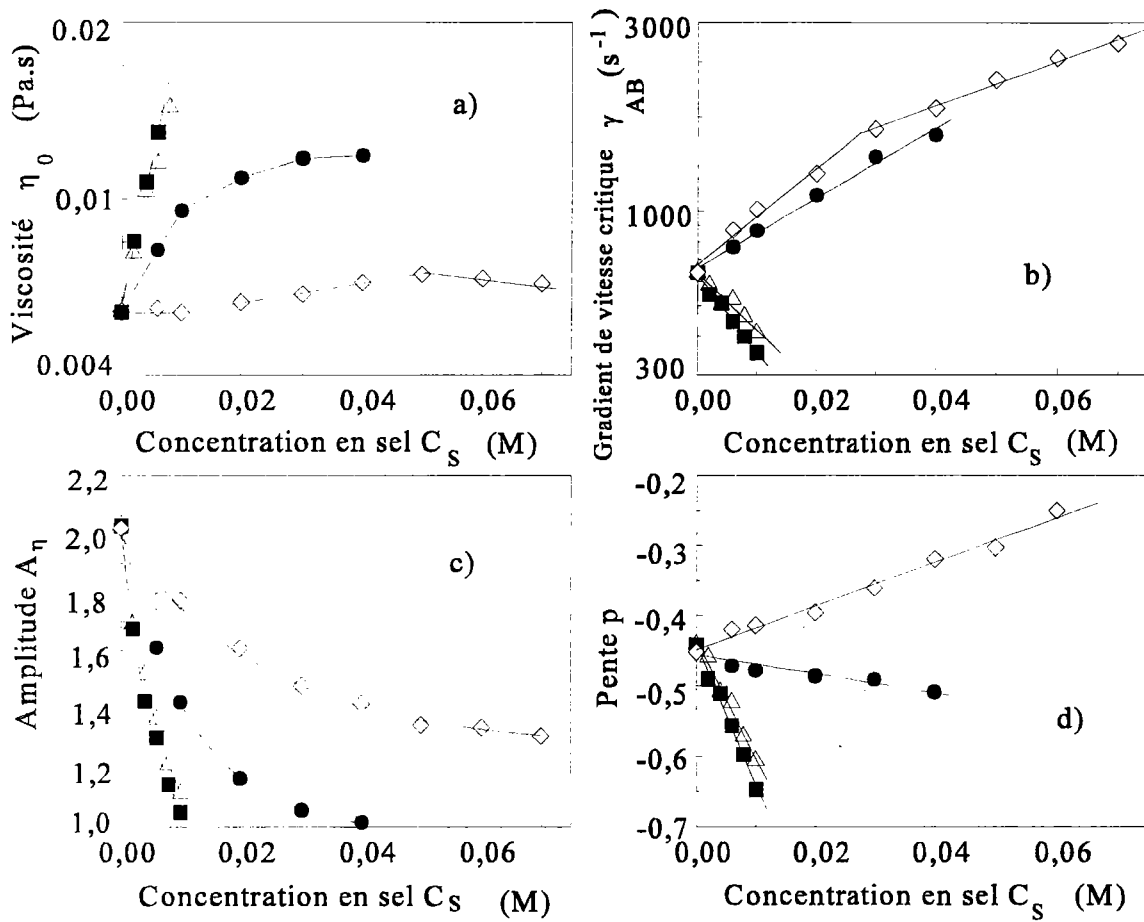 0.02
0,01
0.004
Viscosité η0 (Pa.s)
a)
0,00 0,02 0,04 0,06
Concentration en sel CS (M)
3000
1000
300
Gradient de vitesse critique γAB (s-1)
b)
0,00 0,02 0,04 0,06
Concentration en sel CS (M)
2,2
2,0
1,8
1,6
1,4
1,2
1,0
Amplitude Aη
c)
0,00 0,02 0,04 0,06
Concentration en sel CS (M)
-0,2
-0,3
-0,4
-0,5
-0,6
-0,7
Pente p
d)
0,00 0,02 0,04 0,06
Concentration en sel CS (M)